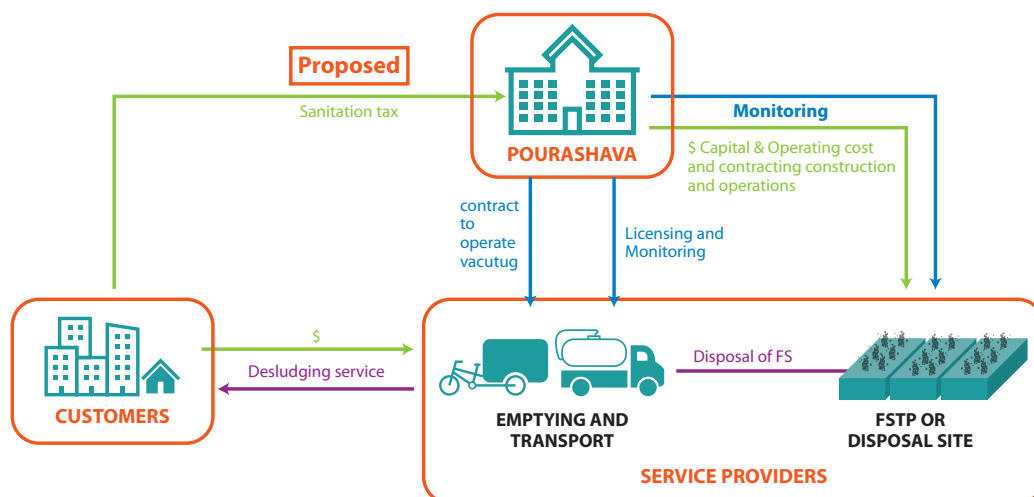 Proposed
Sanitation tax
POURASHAVA
Monitoring
$ Capital & Operating cost
and contracting construction
and operations
contract
to
operate
vacutug
Licensing and
Monitoring
$
Desludging service
CUSTOMERS
Disposal of FS
EMPTYING AND
TRANSPORT
FSTP OR
DISPOSAL SITE
SERVICE PROVIDERS